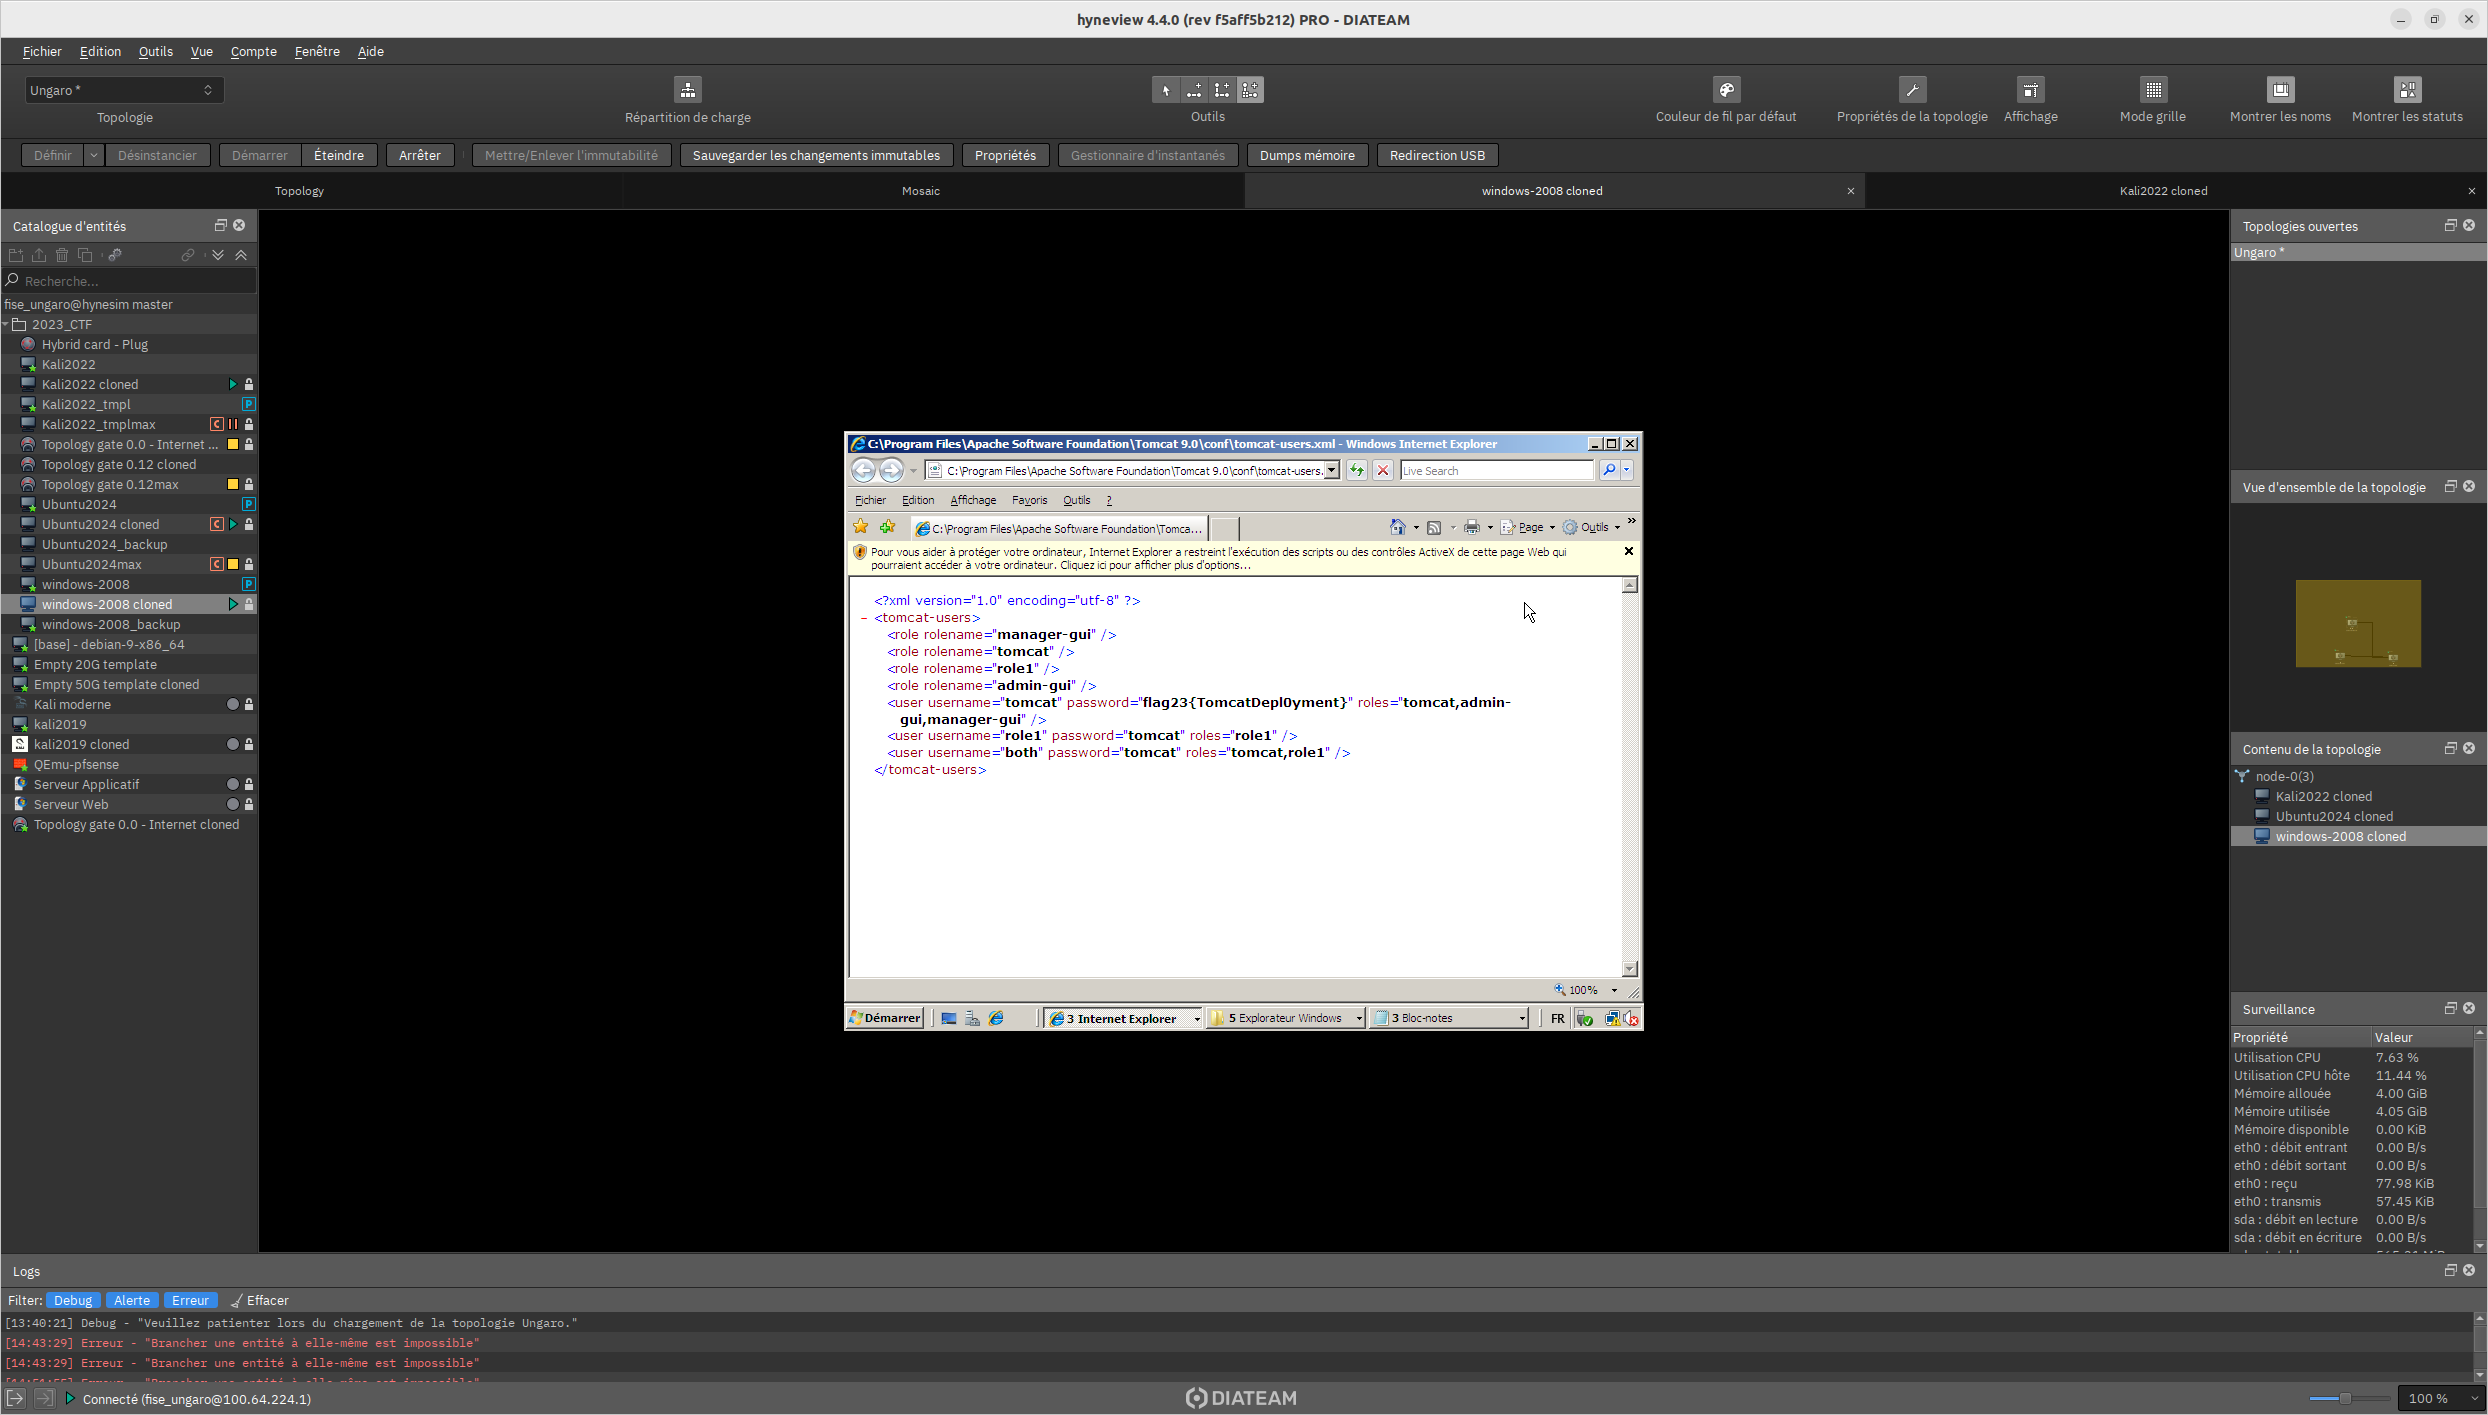 hyneview 4.4.0 (rev f5aff5b212) PRO - DIATEAM
Fichier Edition Outils Vue Compte Fenêtre Aide
Ungaro *
Topologie
Répartition de charge
Outils
Couleur de fil par défaut
Propriétés de la topologie
Affichage
Mode grille
Montrer les noms
Montrer les statuts
Définir Désinstancier Démarrer Éteindre Arrêter Mettre/Enlever l'immutabilité Sauvegarder les changements immutables Propriétés Gestionnaire d'instantanés Dumps mémoire Redirection USB
Topology Mosaic windows-2008 cloned Kali2022 cloned
Catalogue d'entités
Recherche...
fise_ungaro@hynesim master
2023_CTF
Hybrid card - Plug
Kali2022
Kali2022 cloned
Kali2022_tmpl P
Kali2022_tmplmax C
Topology gate 0.0 - Internet ...
Topology gate 0.12 cloned
Topology gate 0.12max
Ubuntu2024 P
Ubuntu2024 cloned C
Ubuntu2024_backup
Ubuntu2024max C
windows-2008 P
windows-2008 cloned
windows-2008_backup
[base] - debian-9-x86_64
Empty 20G template
Empty 50G template cloned
Kali moderne
kali2019
kali2019 cloned
QEmu-pfsense
Serveur Applicatif
Serveur Web
Topology gate 0.0 - Internet cloned
C:\Program Files\Apache Software Foundation\Tomcat 9.0\conf\tomcat-users.xml - Windows Internet Explorer
C:\Program Files\Apache Software Foundation\Tomcat 9.0\conf\tomcat-users. Live Search
Fichier Edition Affichage Favoris Outils ?
C:\Program Files\Apache Software Foundation\Tomca... Page Outils »
Pour vous aider à protéger votre ordinateur, Internet Explorer a restreint l'exécution des scripts ou des contrôles ActiveX de cette page Web qui
pourraient accéder à votre ordinateur. Cliquez ici pour afficher plus d'options...
<?xml version="1.0" encoding="utf-8" ?>
- <tomcat-users>
<role rolename="manager-gui" />
<role rolename="tomcat" />
<role rolename="role1" />
<role rolename="admin-gui" />
<user username="tomcat" password="flag23{TomcatDepl0yment}" roles="tomcat,admin-
gui,manager-gui" />
<user username="role1" password="tomcat" roles="role1" />
<user username="both" password="tomcat" roles="tomcat,role1" />
</tomcat-users>
100%
Démarrer 3 Internet Explorer 5 Explorateur Windows 3 Bloc-notes FR
Topologies ouvertes
Ungaro *
Vue d'ensemble de la topologie
Contenu de la topologie
node-0(3)
Kali2022 cloned
Ubuntu2024 cloned
windows-2008 cloned
Surveillance
Propriété Valeur
Utilisation CPU 7.63 %
Utilisation CPU hôte 11.44 %
Mémoire allouée 4.00 GiB
Mémoire utilisée 4.05 GiB
Mémoire disponible 0.00 KiB
eth0 : débit entrant 0.00 B/s
eth0 : débit sortant 0.00 B/s
eth0 : reçu 77.98 KiB
eth0 : transmis 57.45 KiB
sda : débit en lecture 0.00 B/s
sda : débit en écriture 0.00 B/s
Logs
Filter: Debug Alerte Erreur Effacer
[13:40:21] Debug - "Veuillez patienter lors du chargement de la topologie Ungaro."
[14:43:29] Erreur - "Brancher une entité à elle-même est impossible"
[14:43:29] Erreur - "Brancher une entité à elle-même est impossible"
Connecté (fise_ungaro@100.64.224.1)
DIATEAM
100 %